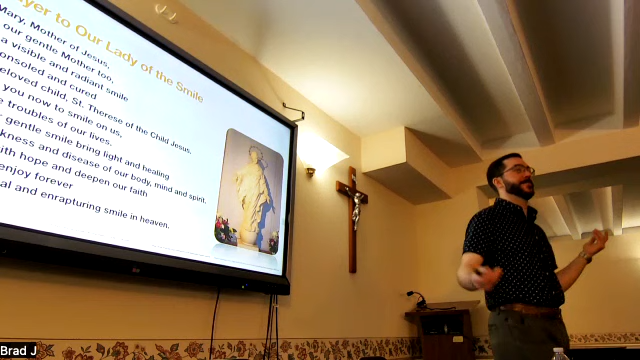 ayer to Our Lady of the Smile
Mary, Mother of Jesus,
our gentle Mother too,
a visible and radiant smile
onsoled and cured
eloved child, St. Therese of the Child Jesus.
you now to smile on us,
e troubles of our lives.
gentle smile bring light and healing
kness and disease of our body, mind and spirit.
ith hope and deepen our faith
enjoy forever
al and enrapturing smile in heaven.
Brad J